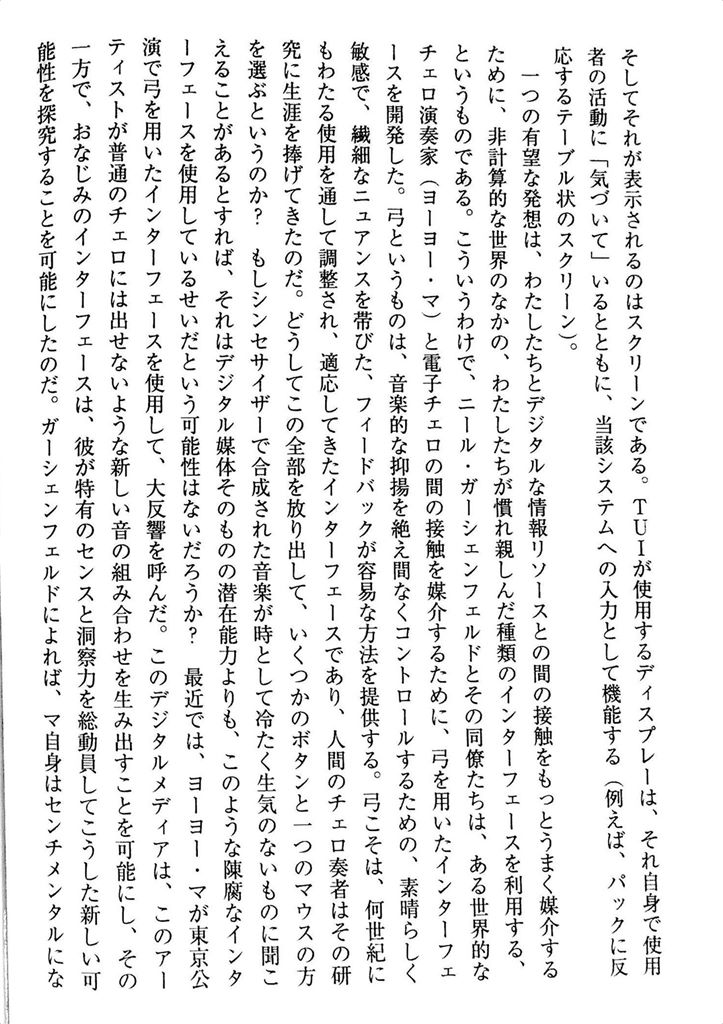 そしてそれが表示されるのはスクリーンである。TUIが使用するディスプレーは、それ自身で使用
者の活動に「気づいて」いるとともに、当該システムへの入力として機能する（例えば、パックに反
応するテーブル状のスクリーン）。
一つの有望な発想は、わたしたちとデジタルな情報リソースとの間の接触をもっとうまく媒介する
ために、非計算的な世界のなかの、わたしたちが慣れ親しんだ種類のインターフェースを利用する、
というものである。こういうわけで、ニール・ガーシェンフェルドとその同僚たちは、ある世界的な
チェロ演奏家（ヨーヨー・マ）と電子チェロの間の接触を媒介するために、弓を用いたインターフェ
ースを開発した。弓というものは、音楽的な抑揚を絶え間なくコントロールするための、素晴らしく
敏感で、繊細なニュアンスを帯びた、フィードバックが容易な方法を提供する。弓こそは、何世紀に
もわたる使用を通して調整され、適応してきたインターフェースであり、人間のチェロ奏者はその研
究に生涯を捧げてきたのだ。どうしてこの全部を放り出して、いくつかのボタンと一つのマウスの方
を選ぶというのか？　もしシンセサイザーで合成された音楽が時として冷たく生気のないものに聞こ
えることがあるとすれば、それはデジタル媒体そのものの潜在能力よりも、このような陳腐なインタ
ーフェースを使用しているせいだという可能性はないだろうか？　最近では、ヨーヨー・マが東京公
演で弓を用いたインターフェースを使用して、大反響を呼んだ。このデジタルメディアは、このアー
ティストが普通のチェロには出せないような新しい音の組み合わせを生み出すことを可能にし、その
一方で、おなじみのインターフェースは、彼が特有のセンスと洞察力を総動員してこうした新しい可
能性を探究することを可能にしたのだ。ガーシェンフェルドによれば、マ自身はセンチメンタルにな